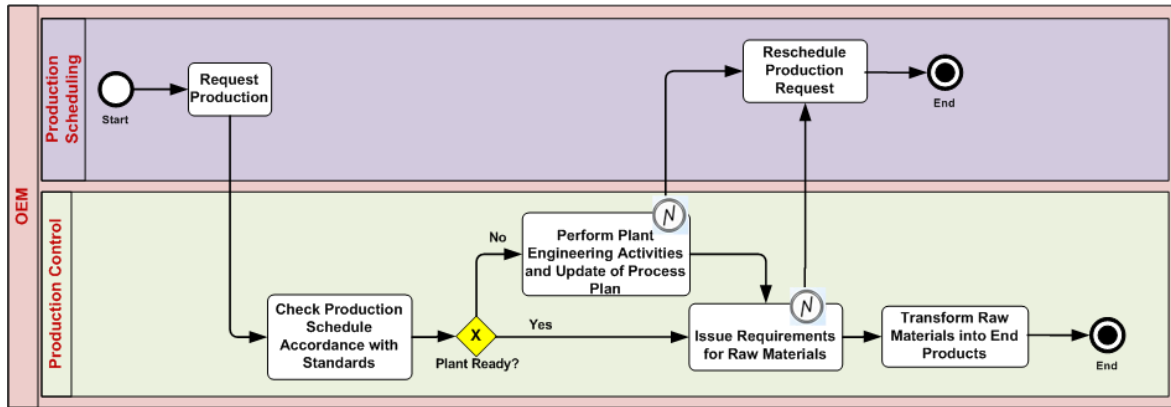 OEM
Production
Scheduling
Start
Request
Production
Reschedule
Production
Request
End
Production Control
Check Production
Schedule
Accordance with
Standards
X
Plant Ready?
No
Yes
Perform Plant
Engineering Activities
and Update of Process
Plan
N
Issue Requirements
for Raw Materials
N
Transform Raw
Materials into End
Products
End